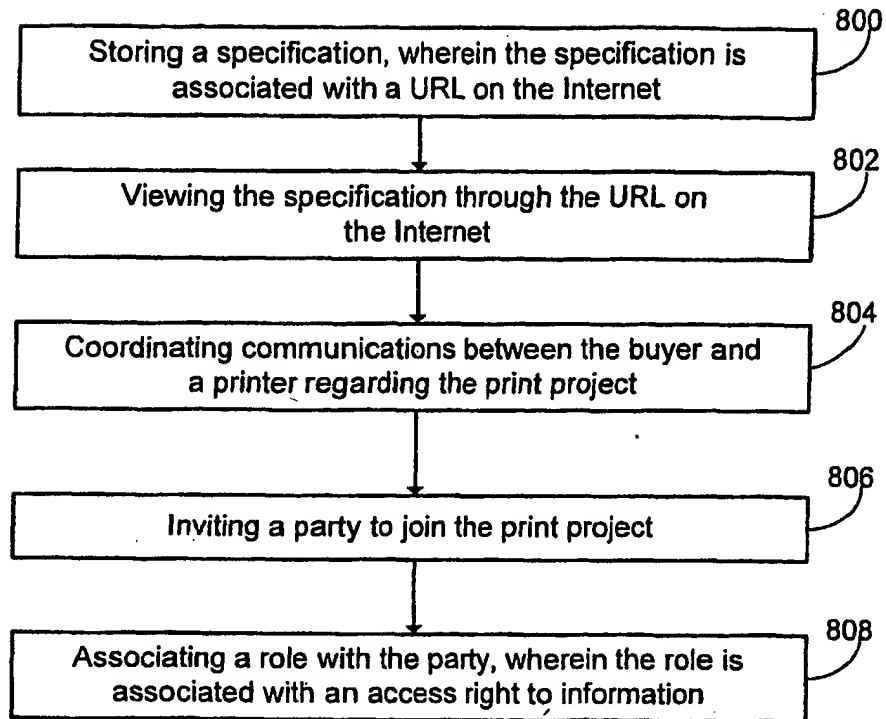 800
Storing a specification, wherein the specification is
associated with a URL on the Internet
802
Viewing the specification through the URL on
the Internet
804
Coordinating communications between the buyer and
a printer regarding the print project
806
Inviting a party to join the print project
808
Associating a role with the party, wherein the role is
associated with an access right to information